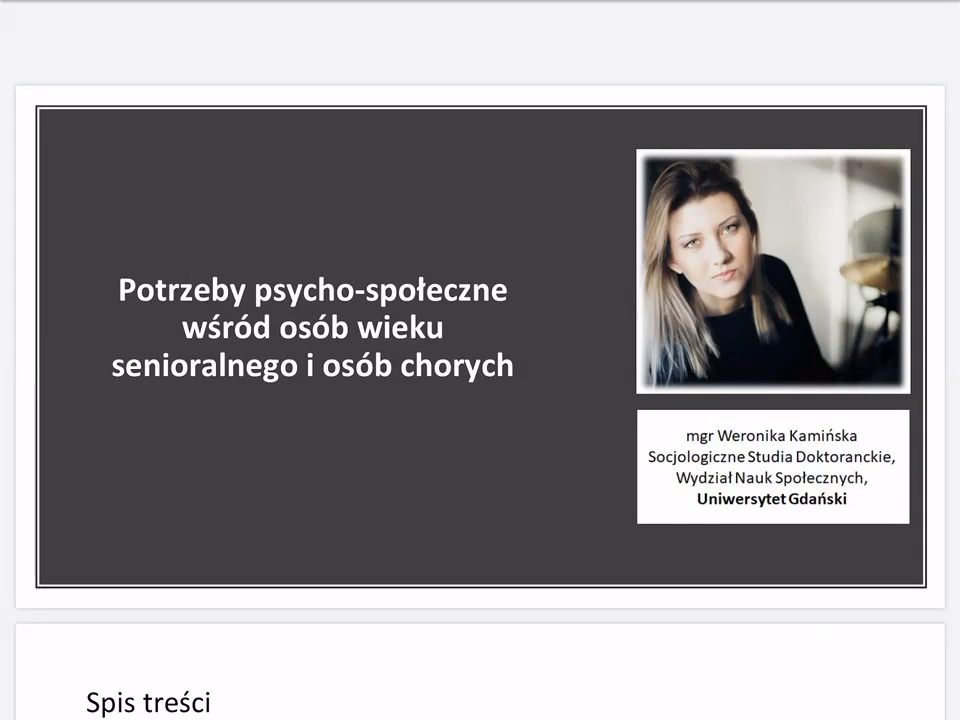 Potrzeby psycho-społeczne
wśród osób wieku
senioralnego i osób chorych
mgr Weronika Kamińska
Socjologiczne Studia Doktoranckie,
Wydział Nauk Społecznych,
Uniwersytet Gdański
Spis treści